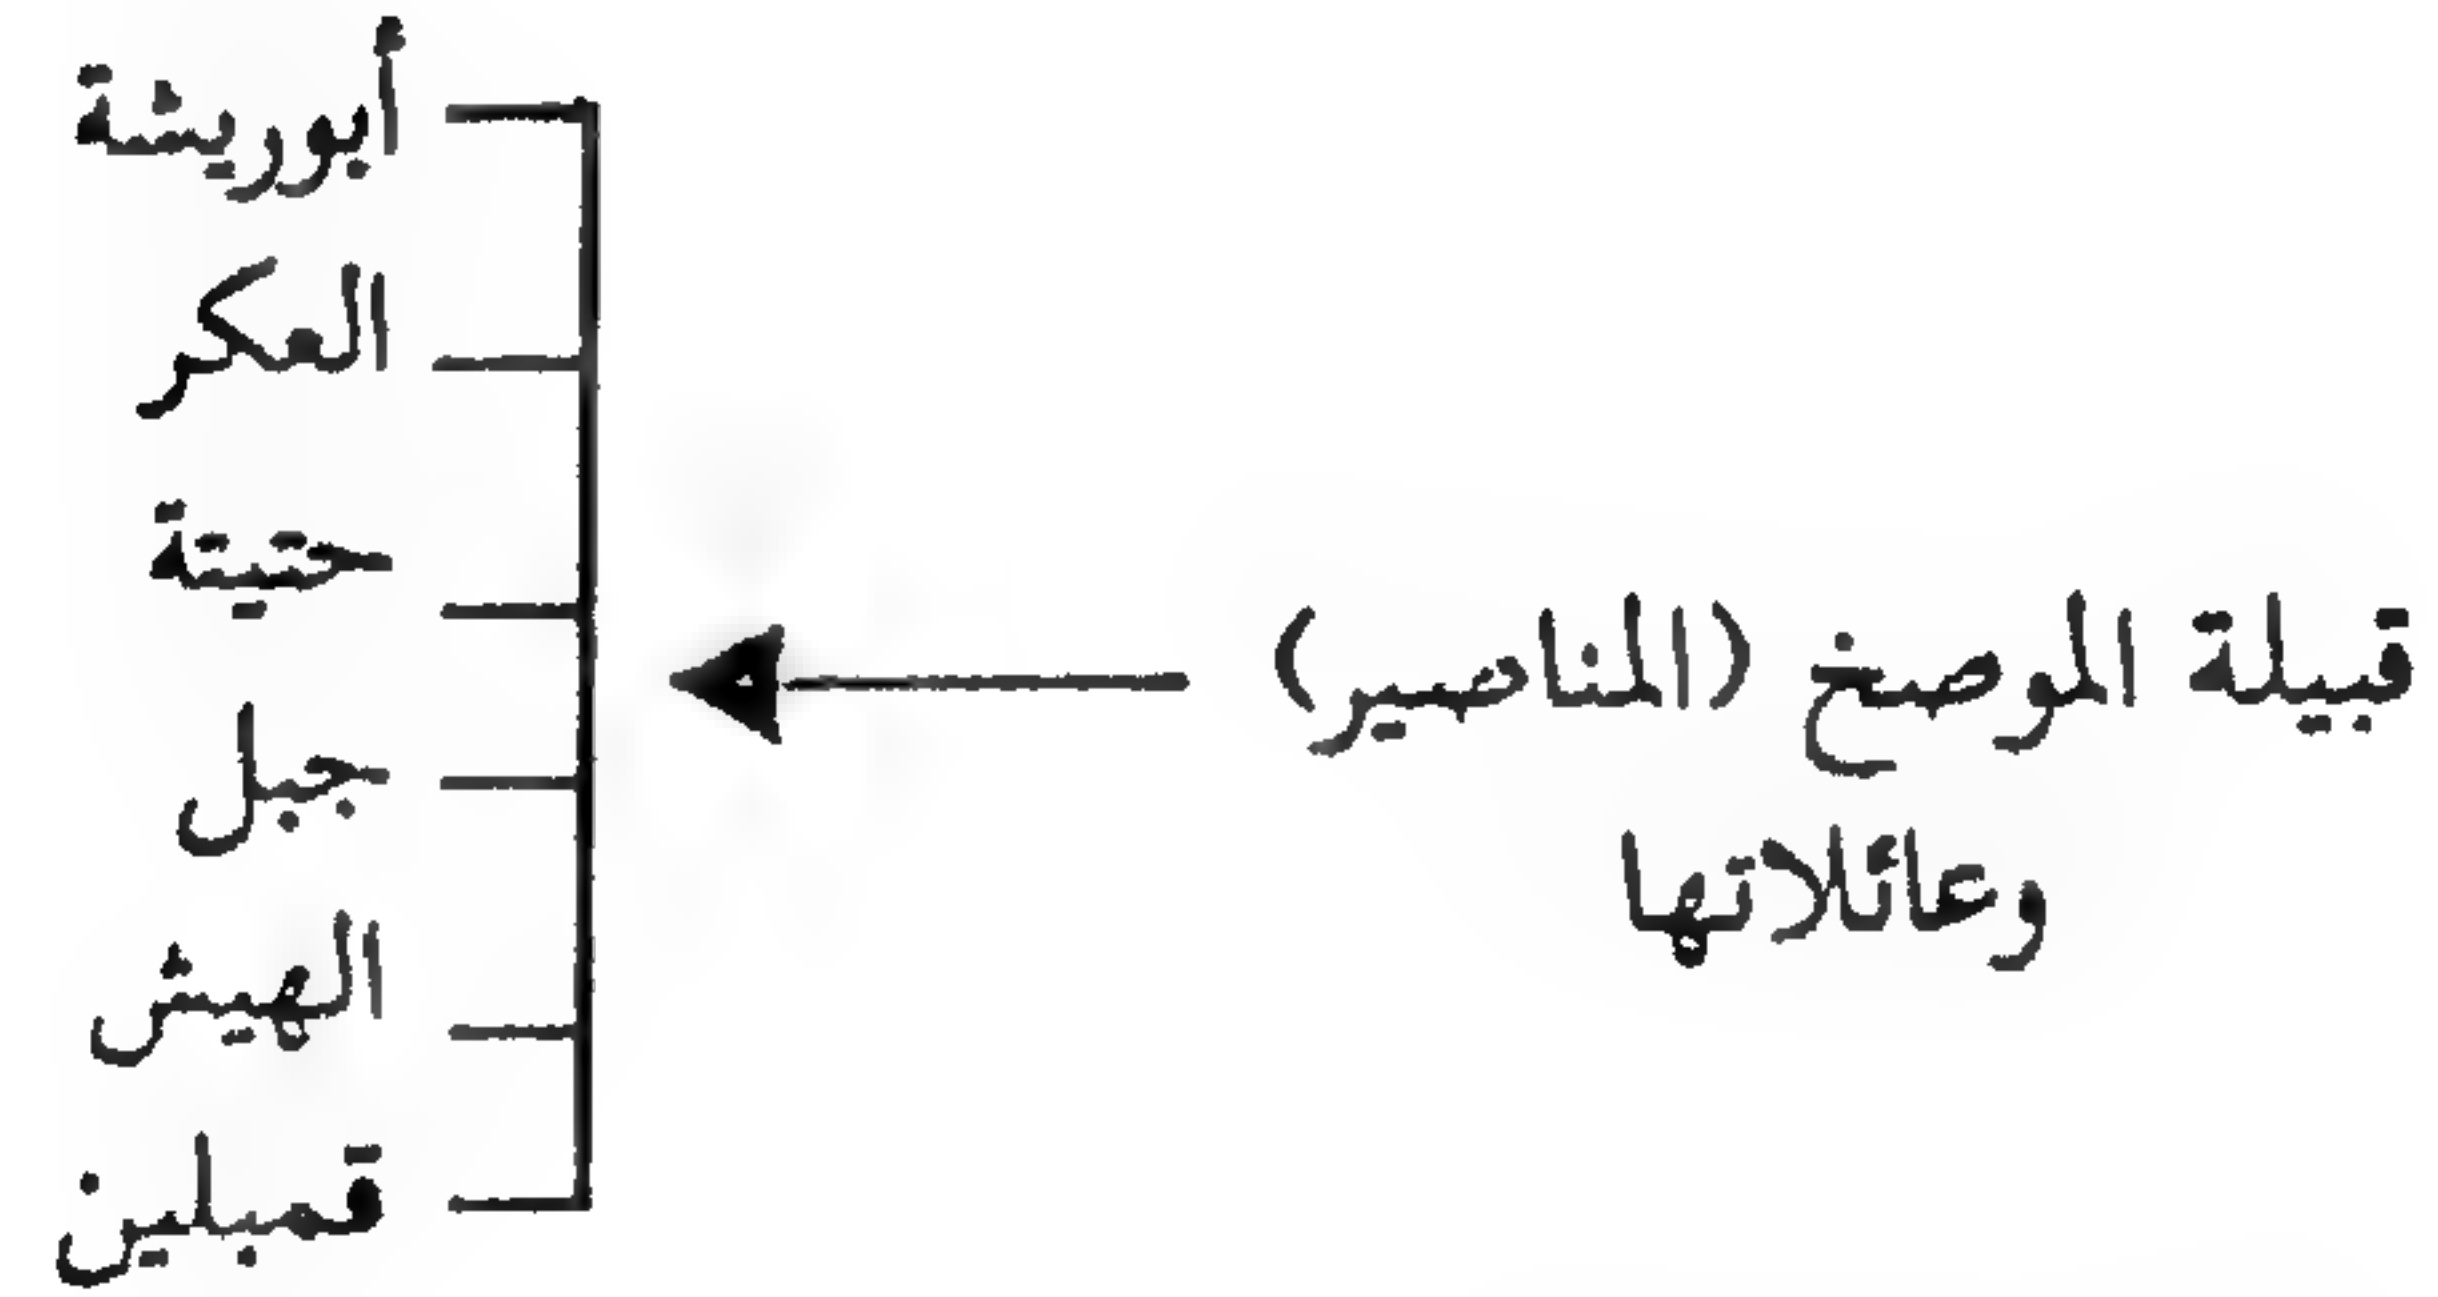 قبيلة الموصخ (المناصير)
وعائلاتها
أبوريشة
العكر
حتيتة
جبل
الهيش
قمبلين